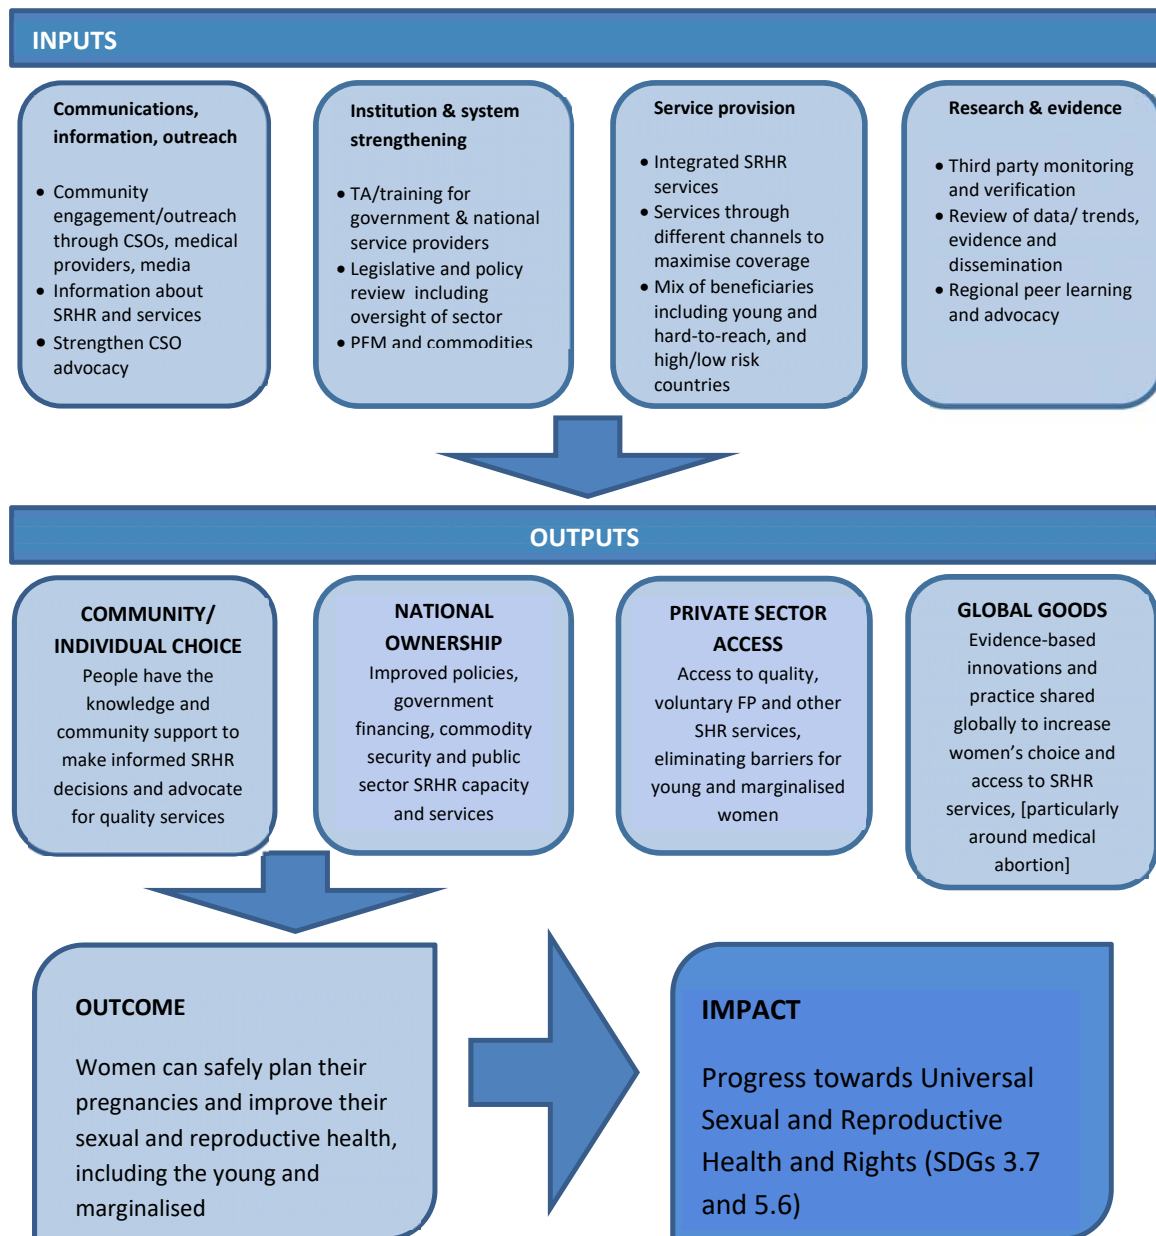 INPUTS
Communications,
information, outreach
• Community
engagement/outreach
through CSOs, medical
providers, media
• Information about
SRHR and services
• Strengthen CSO
advocacy
Institution & system
strengthening
• TA/training for
government & national
service providers
• Legislative and policy
review including
oversight of sector
• PFM and commodities
Service provision
• Integrated SRHR
services
• Services through
different channels to
maximise coverage
• Mix of beneficiaries
including young and
hard-to-reach, and
high/low risk
countries
Research & evidence
• Third party monitoring
and verification
• Review of data/ trends,
evidence and
dissemination
• Regional peer learning
and advocacy
OUTPUTS
COMMUNITY/
INDIVIDUAL CHOICE
People have the
knowledge and
community support to
make informed SRHR
decisions and advocate
for quality services
NATIONAL
OWNERSHIP
Improved policies,
government
financing, commodity
security and public
sector SRHR capacity
and services
PRIVATE SECTOR
ACCESS
Access to quality,
voluntary FP and other
SHR services,
eliminating barriers for
young and marginalised
women
GLOBAL GOODS
Evidence-based
innovations and
practice shared
globally to increase
women’s choice and
access to SRHR
services, [particularly
around medical
abortion]
OUTCOME
Women can safely plan their
pregnancies and improve their
sexual and reproductive health,
including the young and
marginalised
IMPACT
Progress towards Universal
Sexual and Reproductive
Health and Rights (SDGs 3.7
and 5.6)